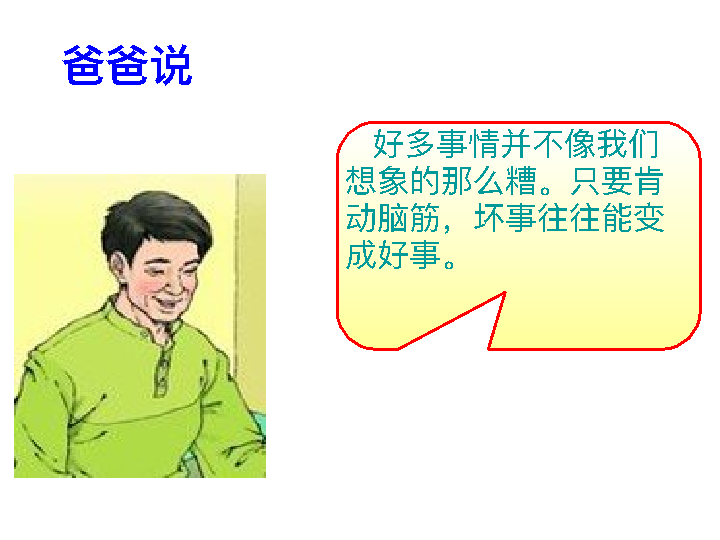 爸爸说
好多事情并不像我们
想象的那么糟。只要肯
动脑筋，坏事往往能变
成好事。